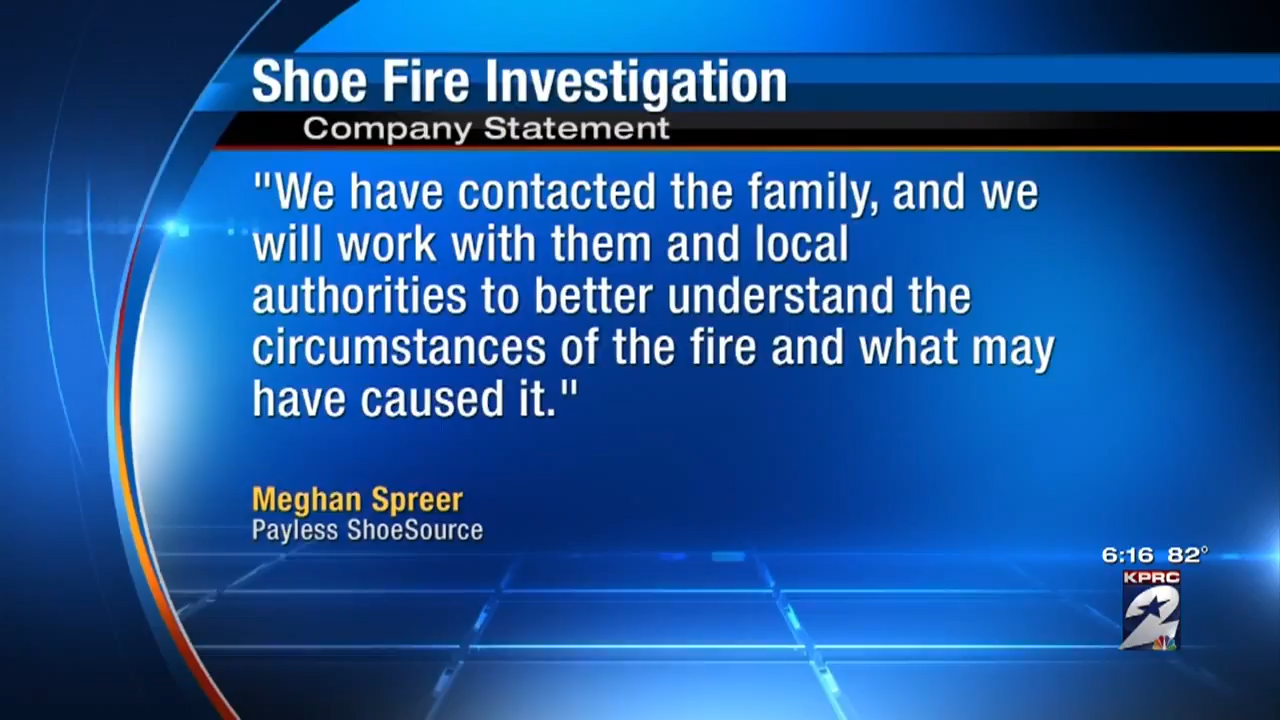 Shoe Fire Investigation
Company Statement
"We have contacted the family, and we
will work with them and local
authorities to better understand the
circumstances of the fire and what may
have caused it."
Meghan Spreer
Payless ShoeSource
6:16 82°
KPRC
2